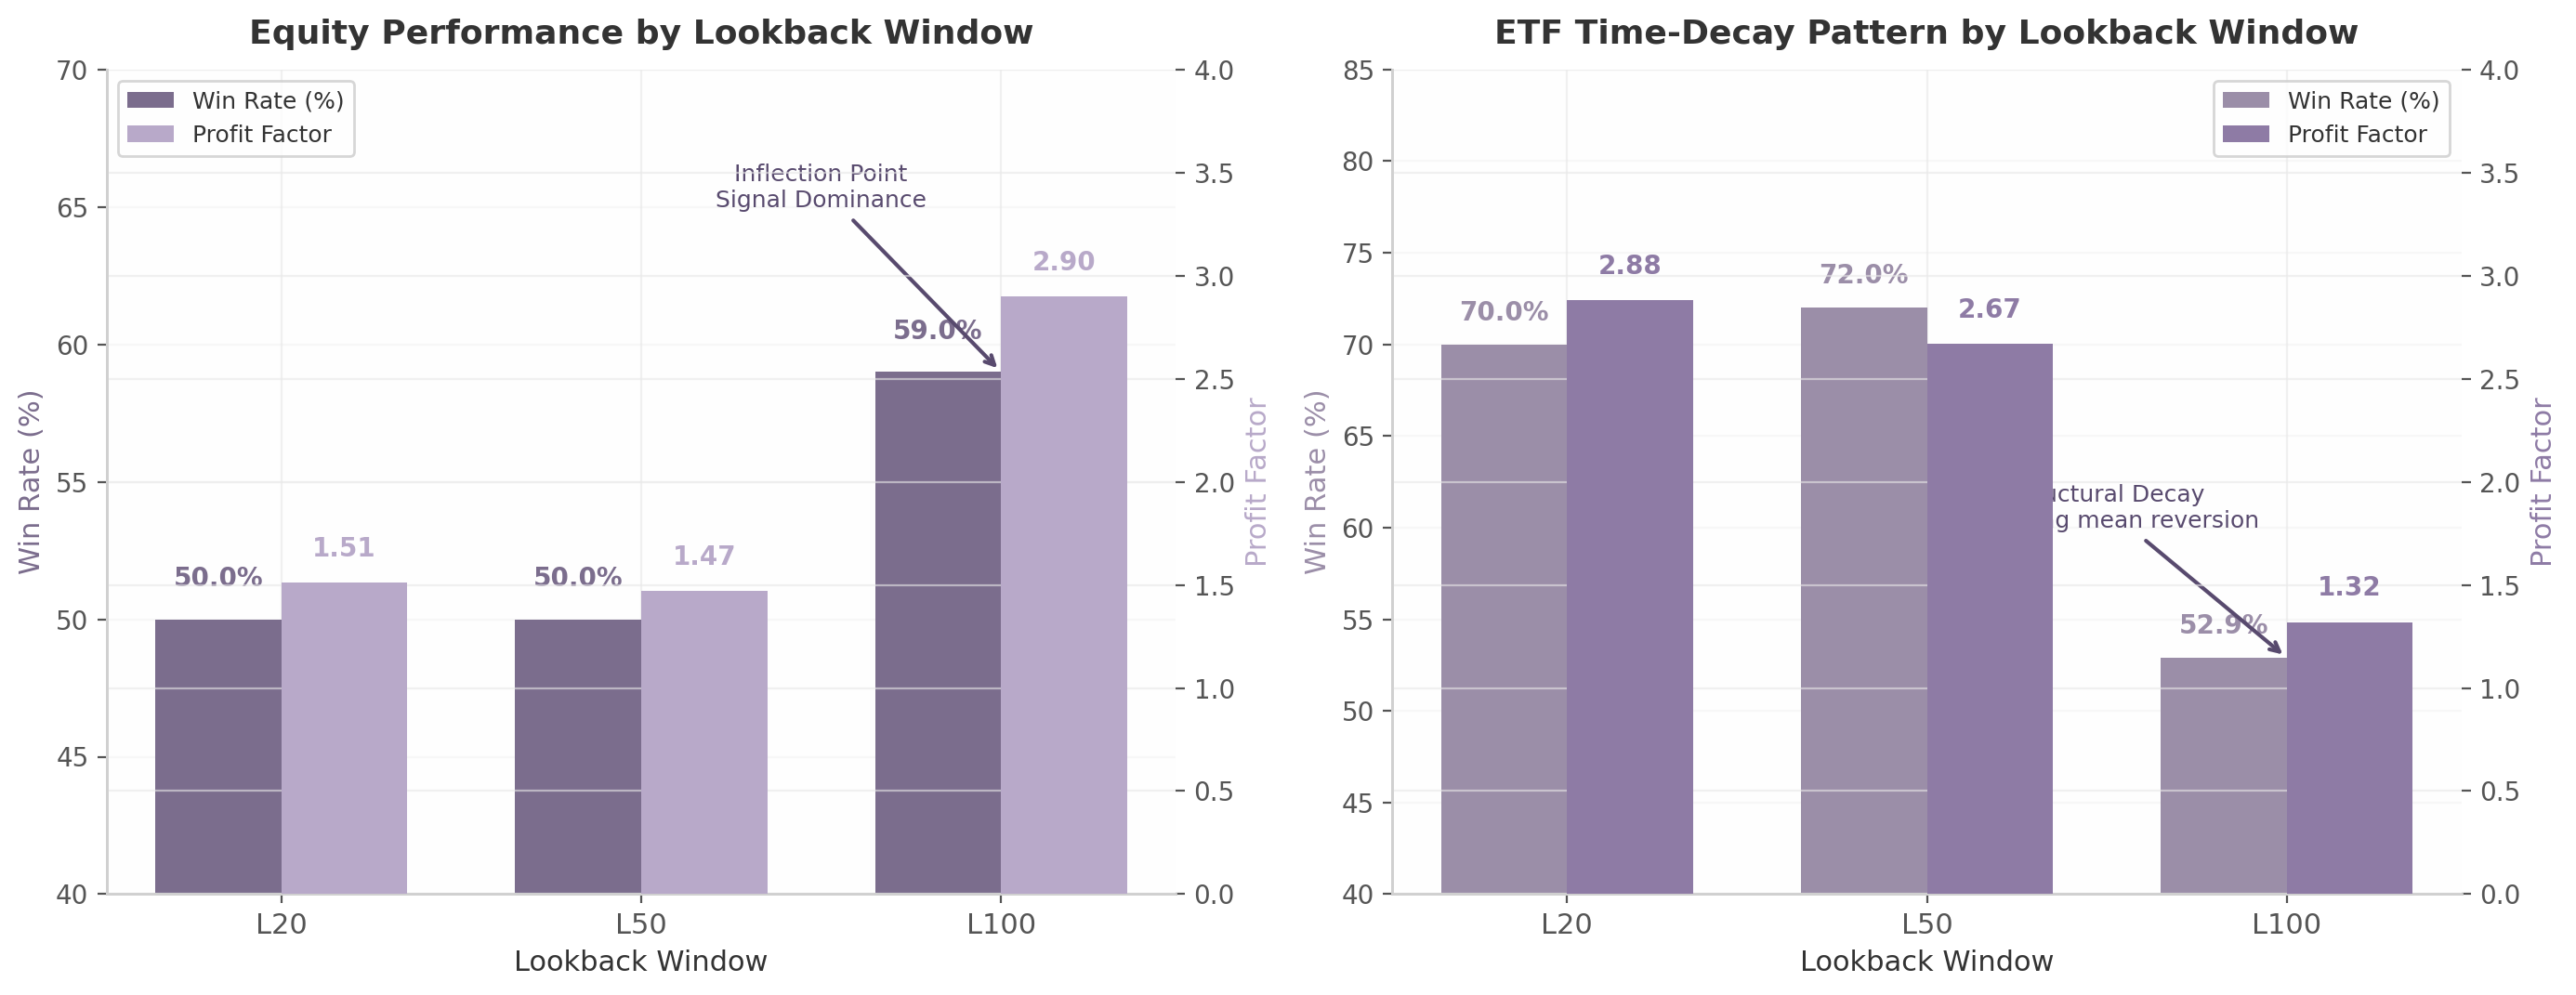 Equity Performance by Lookback Window
Win Rate (%)
Profit Factor
Inflection Point
Signal Dominance
70
65
60
55
50
45
40
4.0
3.5
3.0
2.5
2.0
1.5
1.0
0.5
0.0
50.0%
1.51
50.0%
1.47
59.0%
2.90
Win Rate (%)
Profit Factor
L20
L50
L100
Lookback Window
ETF Time-Decay Pattern by Lookback Window
Win Rate (%)
Profit Factor
85
80
75
70
65
60
55
50
45
40
4.0
3.5
3.0
2.5
2.0
1.5
1.0
0.5
0.0
70.0%
2.88
72.0%
2.67
52.9%
1.32
Decay
mean reversion
Win Rate (%)
Profit Factor
L20
L50
L100
Lookback Window